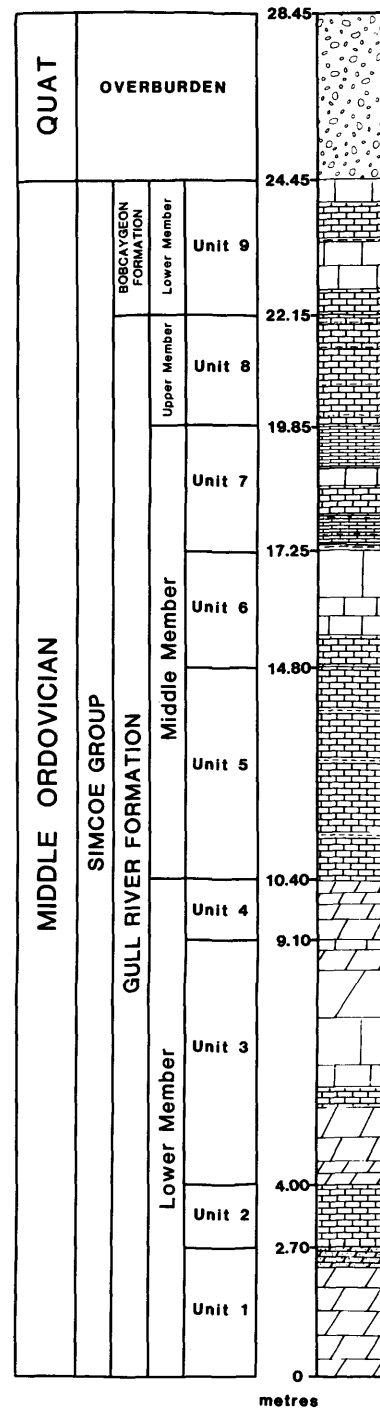 28.45
QUAT
OVERBURDEN
24.45
MIDDLE ORDOVICIAN
SIMCOE GROUP
BOBCAYGEON
FORMATION
Lower Member
Unit 9
22.15
GULL RIVER FORMATION
Upper Member
Unit 8
19.85
Middle Member
Unit 7
17.25
Unit 6
14.80
Unit 5
10.40
Lower Member
Unit 4
9.10
Unit 3
4.00
Unit 2
2.70
Unit 1
0
metres